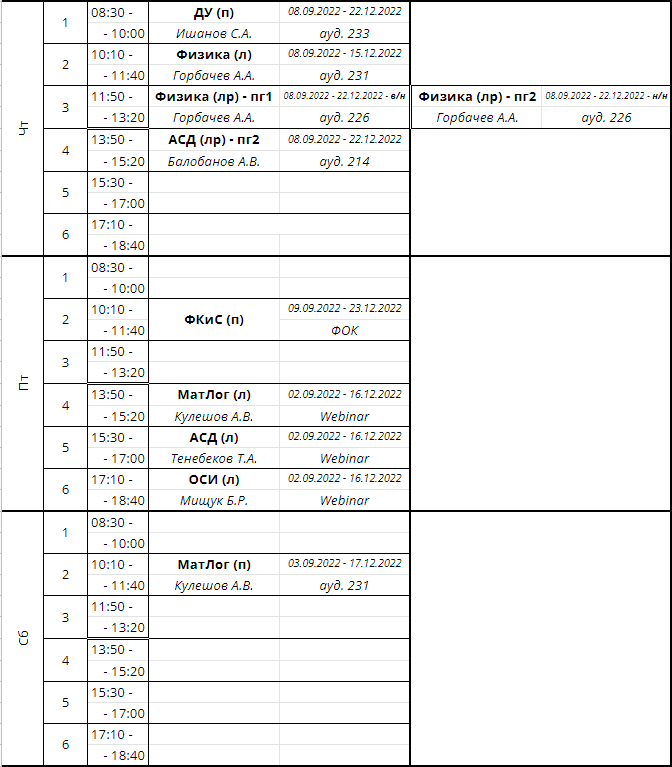 Чт
1
08:30 -
- 10:00
ДУ (п)
08.09.2022 - 22.12.2022
Ишанов С.А.
ауд. 233
2
10:10 -
- 11:40
Физика (л)
08.09.2022 - 15.12.2022
Горбачев А.А.
ауд. 231
3
11:50 -
- 13:20
Физика (лр) - пг1
08.09.2022 - 22.12.2022 - в/н
Горбачев А.А.
ауд. 226
Физика (лр) - пг2
08.09.2022 - 22.12.2022 - н/н
Горбачев А.А.
ауд. 226
4
13:50 -
- 15:20
АСД (лр) - пг2
08.09.2022 - 22.12.2022
Балобанов А.В.
ауд. 214
5
15:30 -
- 17:00
6
17:10 -
- 18:40
Пт
1
08:30 -
- 10:00
2
10:10 -
- 11:40
ФКиС (п)
09.09.2022 - 23.12.2022
ФОК
3
11:50 -
- 13:20
4
13:50 -
- 15:20
МатЛог (л)
02.09.2022 - 16.12.2022
Кулешов А.В.
Webinar
5
15:30 -
- 17:00
АСД (л)
02.09.2022 - 16.12.2022
Тенебеков Т.А.
Webinar
6
17:10 -
- 18:40
ОСИ (л)
02.09.2022 - 16.12.2022
Мищук Б.Р.
Webinar
Сб
1
08:30 -
- 10:00
2
10:10 -
- 11:40
МатЛог (п)
03.09.2022 - 17.12.2022
Кулешов А.В.
ауд. 231
3
11:50 -
- 13:20
4
13:50 -
- 15:20
5
15:30 -
- 17:00
6
17:10 -
- 18:40